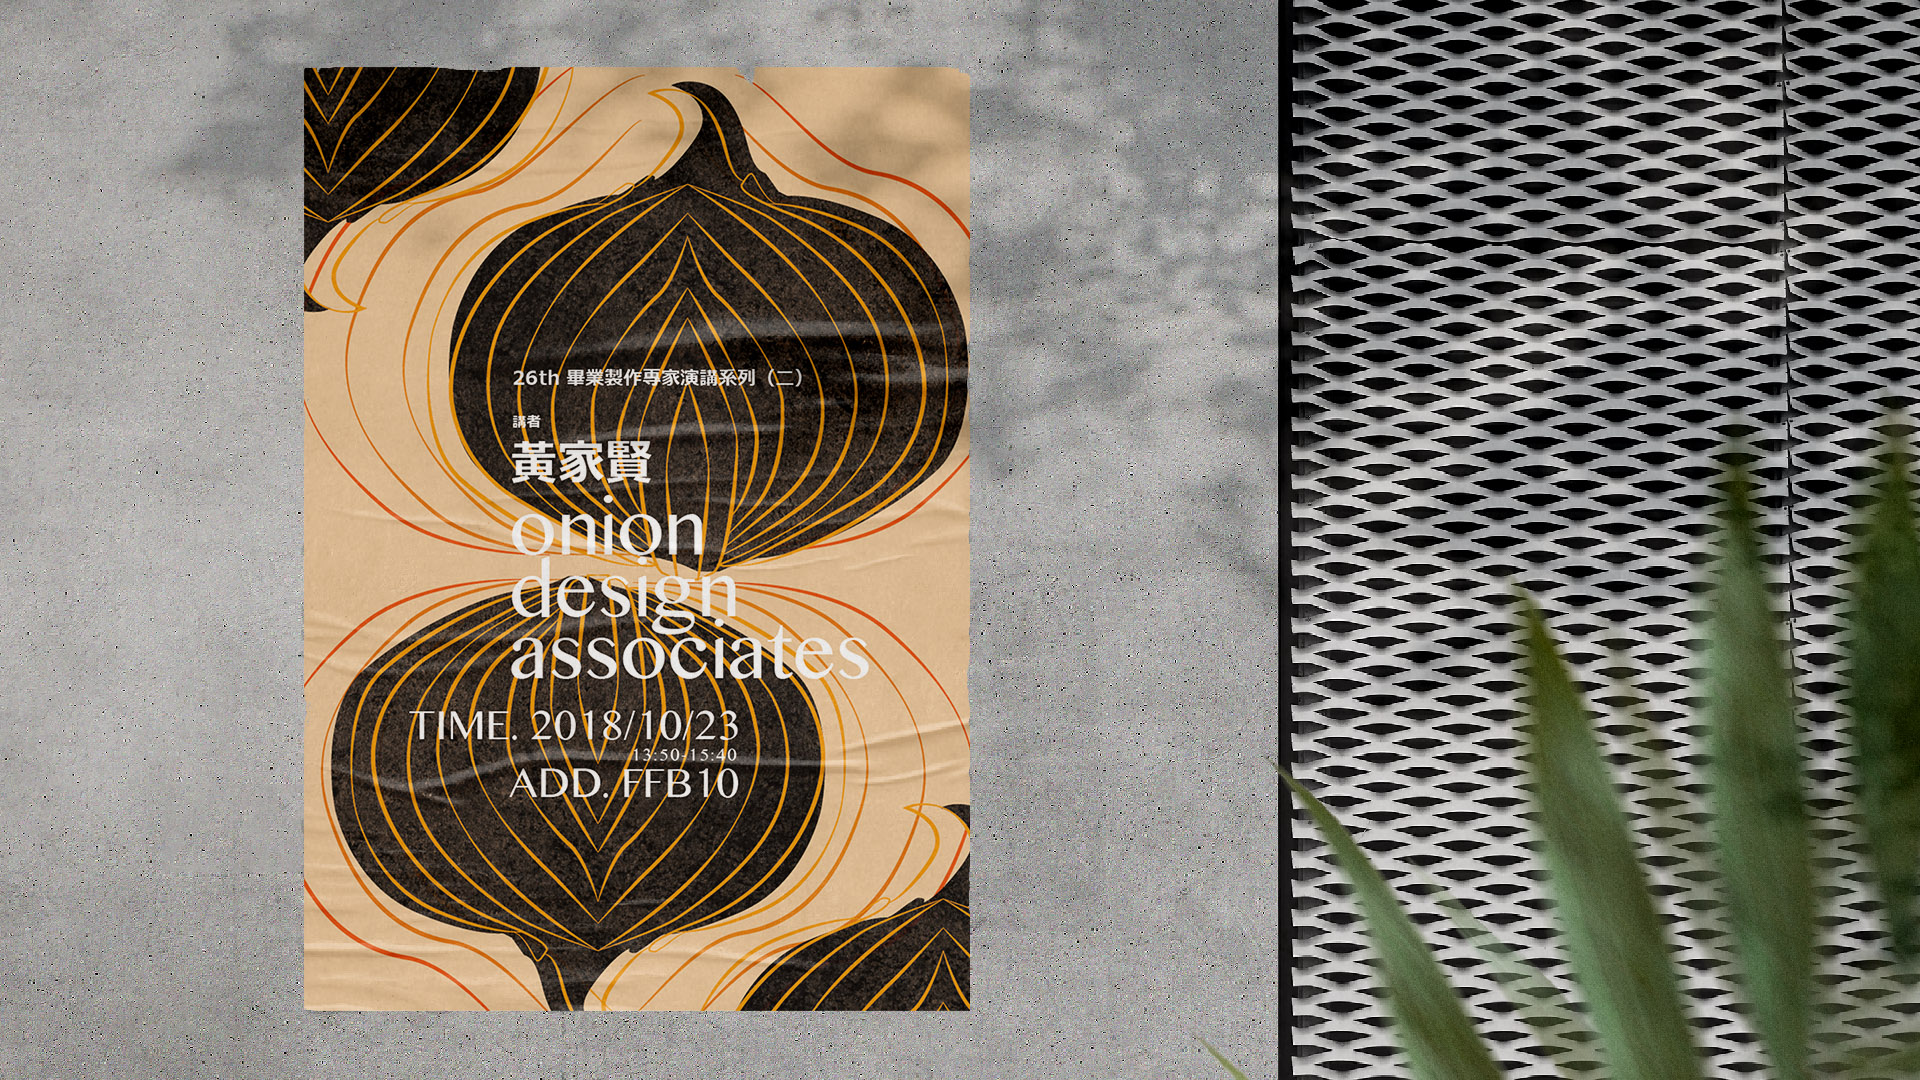 26th 畢業製作專家演講系列（二）
講者
黃家賢
onion
design
associates
TIME. 2018/10/23
13:50-15:40
ADD. FFB10